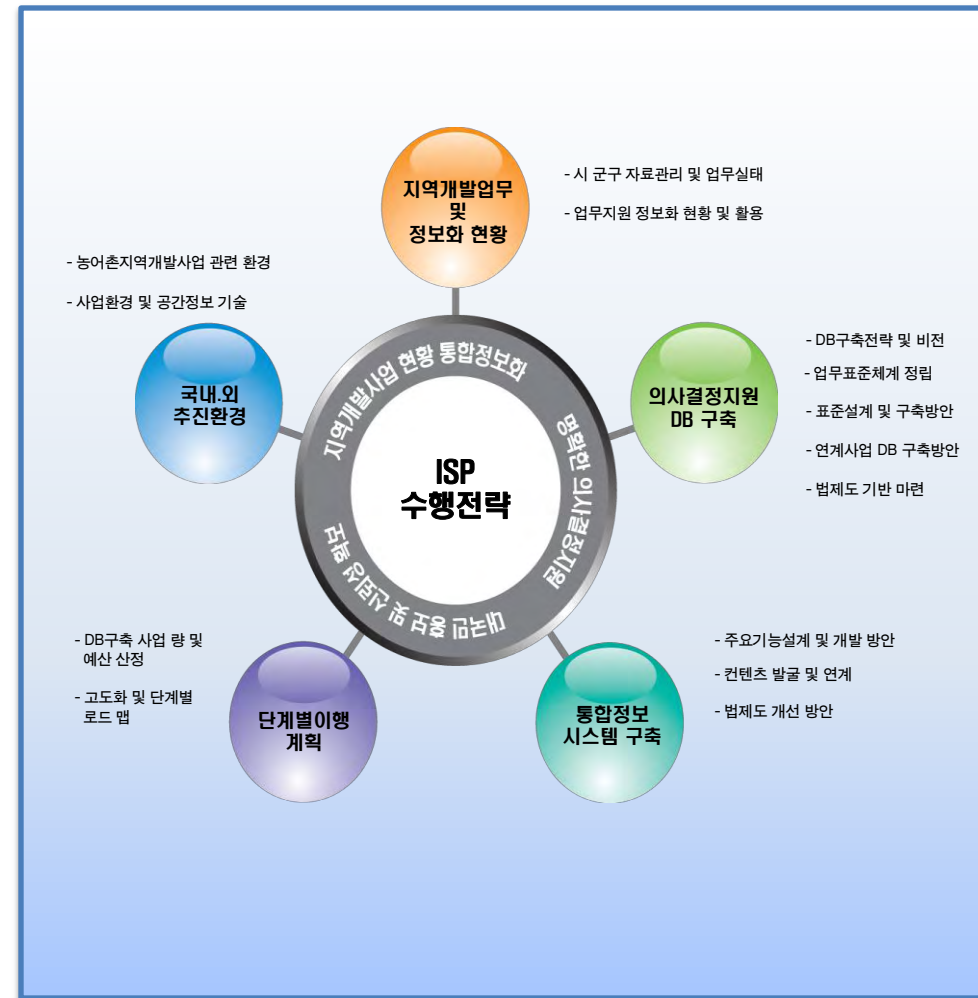 지역개발업무
및
정보화 현황
- 시 군구 자료관리 및 업무실태
- 업무지원 정보화 현황 및 활용
- 농어촌지역개발사업 관련 환경
- 사업환경 및 공간정보 기술
국내.외
추진환경
의사결정지원
DB 구축
- DB구축전략 및 비전
- 업무표준체계 정립
- 표준설계 및 구축방안
- 연계사업 DB 구축방안
- 법제도 기반 마련
지역개발사업 현황 통합정보화
명확한 의사결정지원
대국민 홍보 및 신뢰성 확보
ISP
수행전략
- DB구축 사업 량 및
예산 산정
- 고도화 및 단계별
로드 맵
단계별이행
계획
통합정보
시스템 구축
- 주요기능설계 및 개발 방안
- 컨텐츠 발굴 및 연계
- 법제도 개선 방안